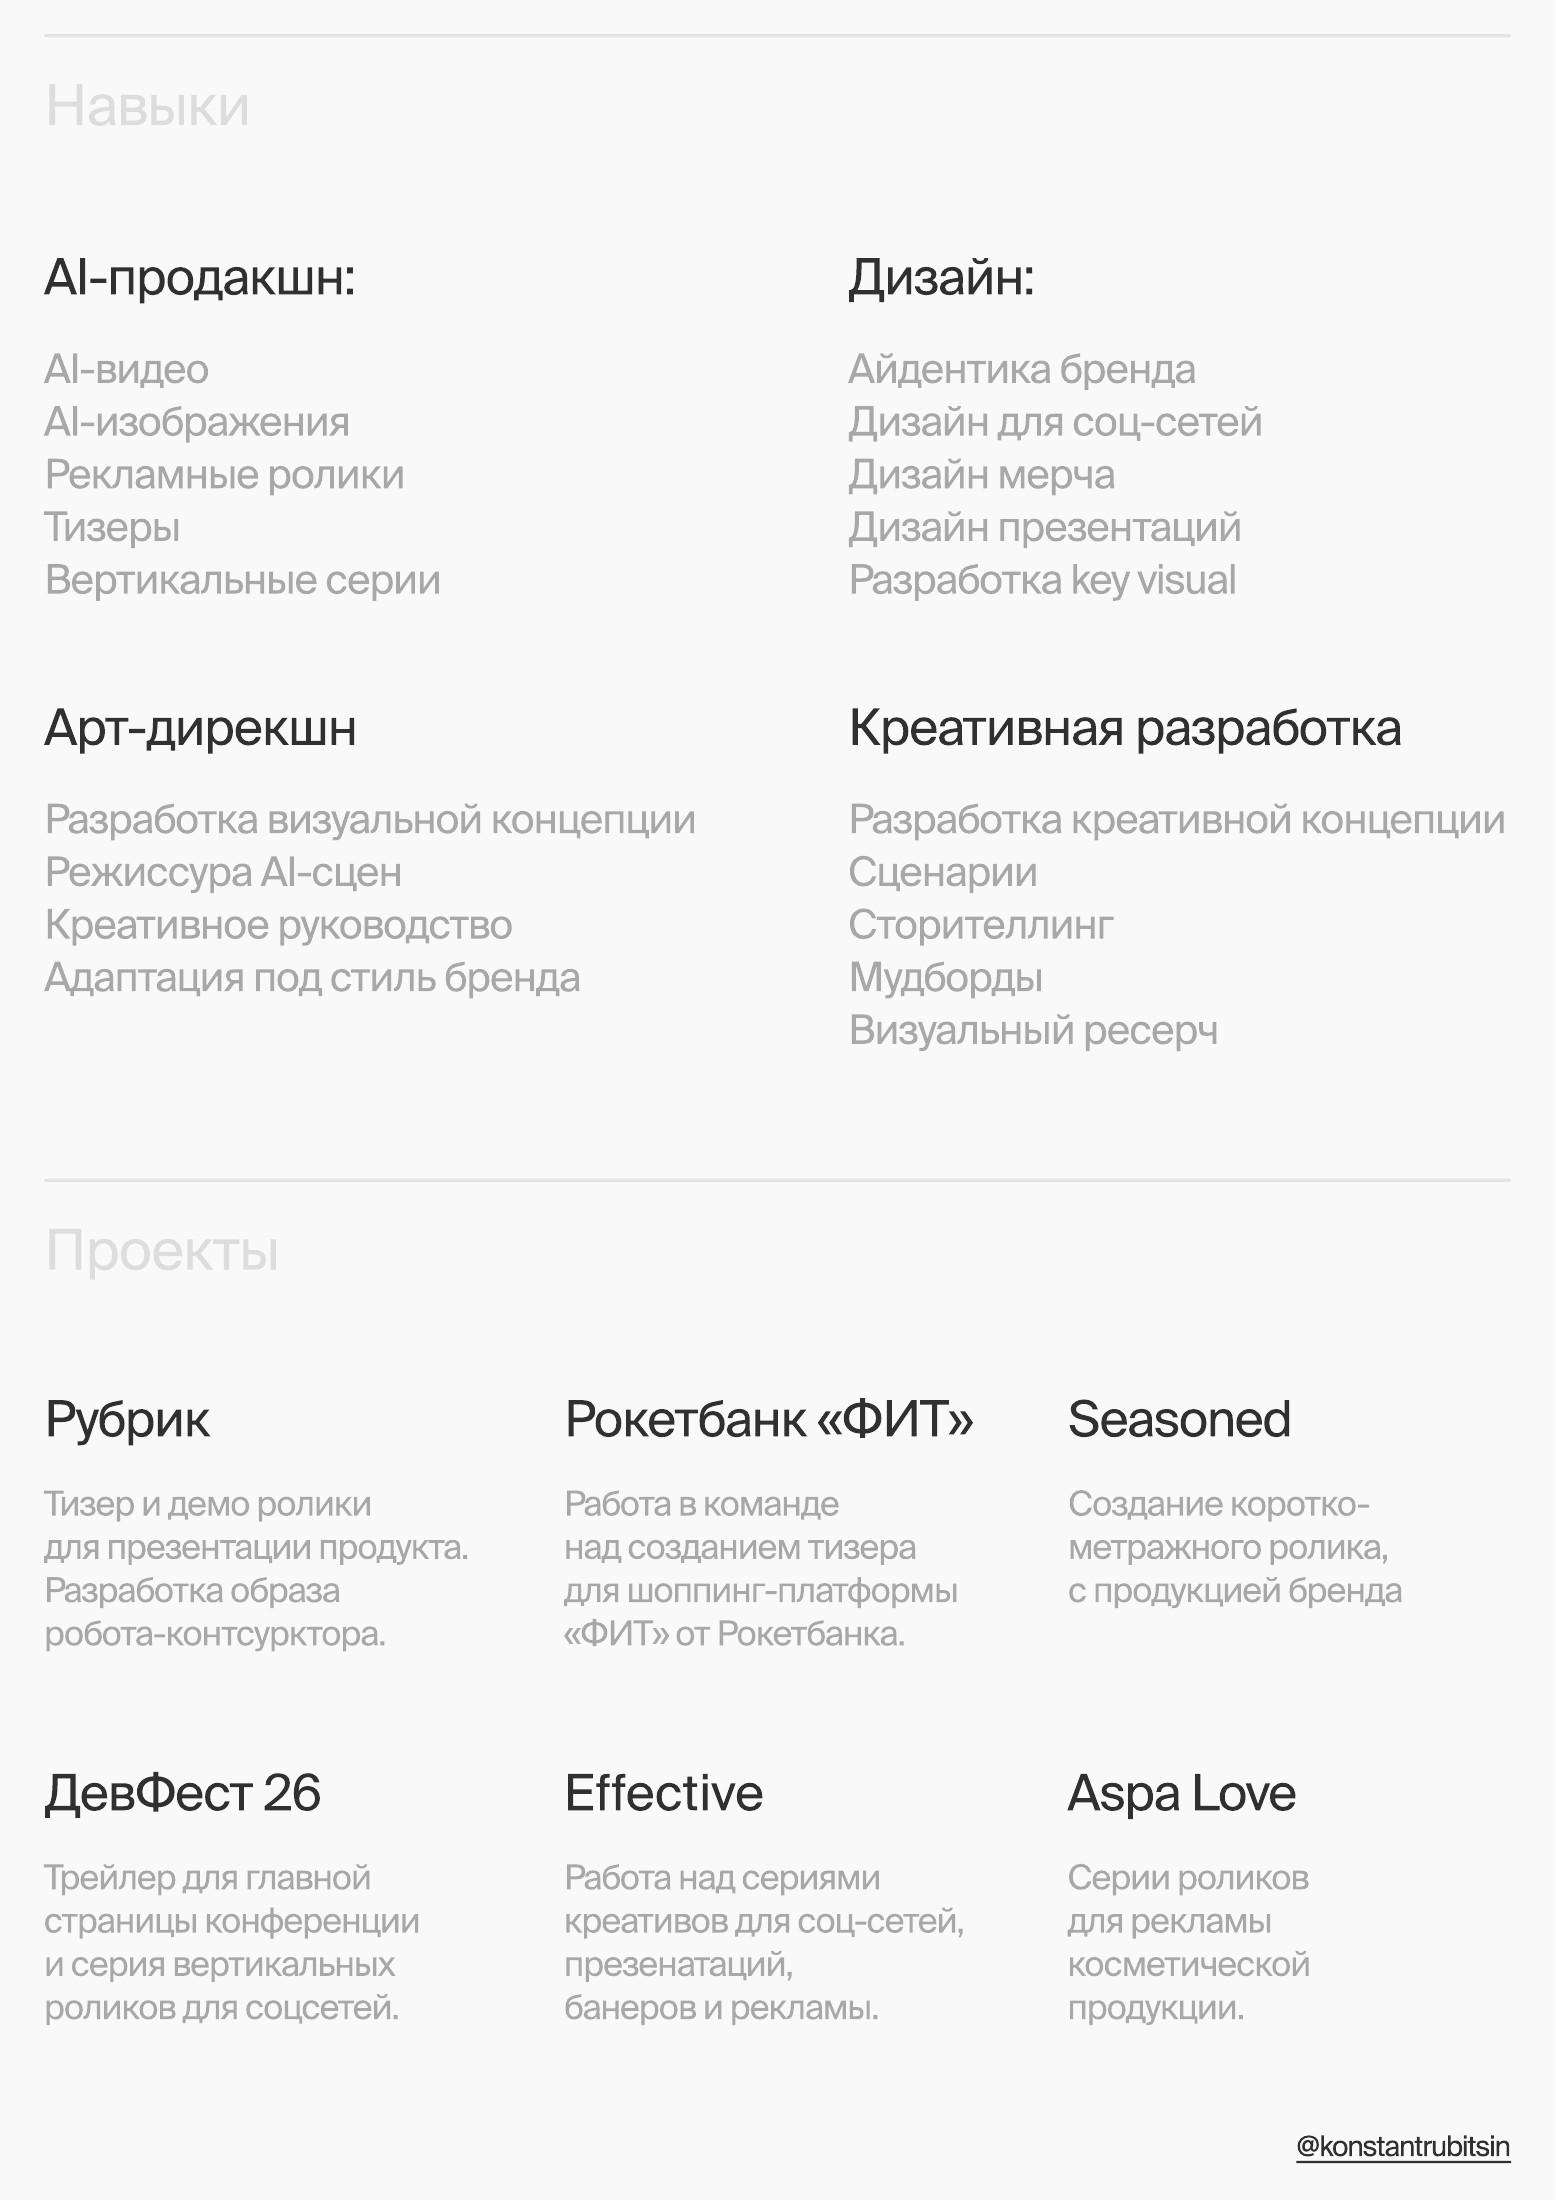 Навыки
AI-продакшн:
AI-видео
AI-изображения
Рекламные ролики
Тизеры
Вертикальные серии
Дизайн:
Айдентика бренда
Дизайн для соц-сетей
Дизайн мерча
Дизайн презентаций
Разработка key visual
Арт-дирекшн
Разработка визуальной концепции
Режиссура AI-сцен
Креативное руководство
Адаптация под стиль бренда
Креативная разработка
Разработка креативной концепции
Сценарии
Сторителлинг
Мудборды
Визуальный ресерч
Проекты
Рубрик
Тизер и демо ролики
для презентации продукта.
Разработка образа
робота-контсурктора.
Рокетбанк «ФИТ»
Работа в команде
над созданием тизера
для шоппинг-платформы
«ФИТ» от Рокетбанка.
Seasoned
Создание коротко-
метражного ролика,
с продукцией бренда
ДевФест 26
Трейлер для главной
страницы конференции
и серия вертикальных
роликов для соцсетей.
Effective
Работа над сериями
креативов для соц-сетей,
презенатаций,
банеров и рекламы.
Aspa Love
Серии роликов
для рекламы
косметической
продукции.
@konstantrubitsin